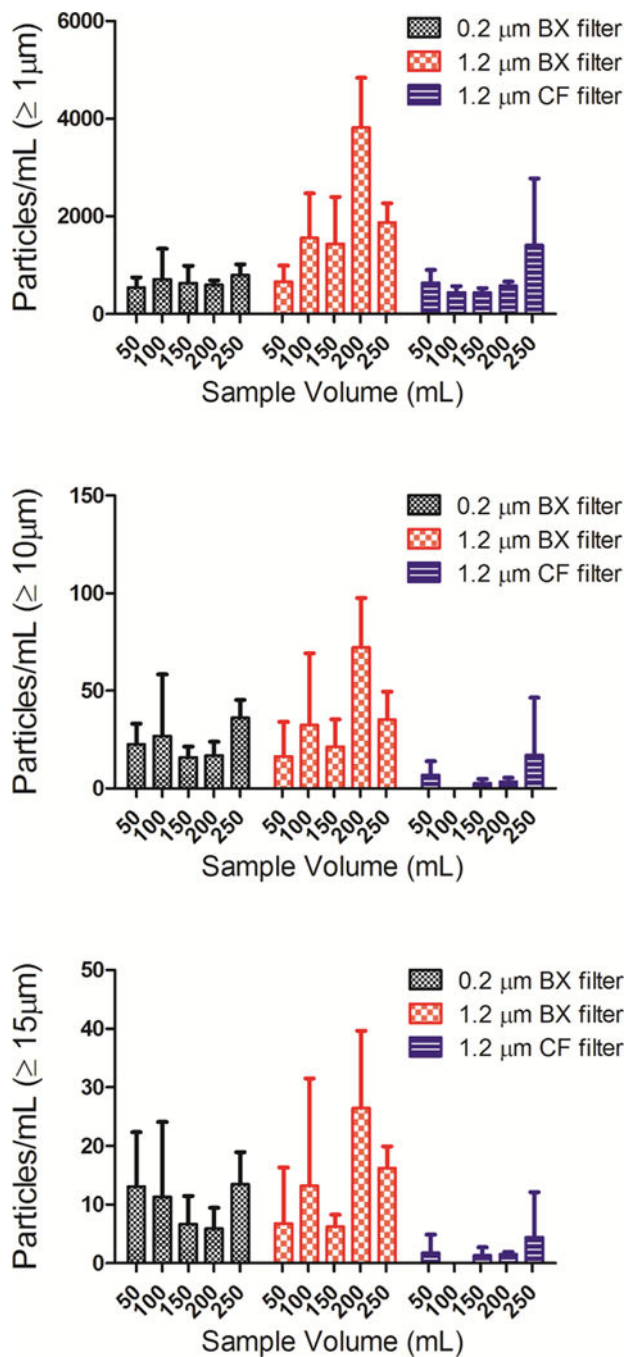 Particles/mL (≥ 1μm)
6000
4000
2000
0
0.2 μm BX filter
1.2 μm BX filter
1.2 μm CF filter
50 100 150 200 250 50 100 150 200 250 50 100 150 200 250
Sample Volume (mL)
Particles/mL (≥ 10μm)
150
100
50
0
0.2 μm BX filter
1.2 μm BX filter
1.2 μm CF filter
50 100 150 200 250 50 100 150 200 250 50 100 150 200 250
Sample Volume (mL)
Particles/mL (≥ 15μm)
50
40
30
20
10
0
0.2 μm BX filter
1.2 μm BX filter
1.2 μm CF filter
50 100 150 200 250 50 100 150 200 250 50 100 150 200 250
Sample Volume (mL)